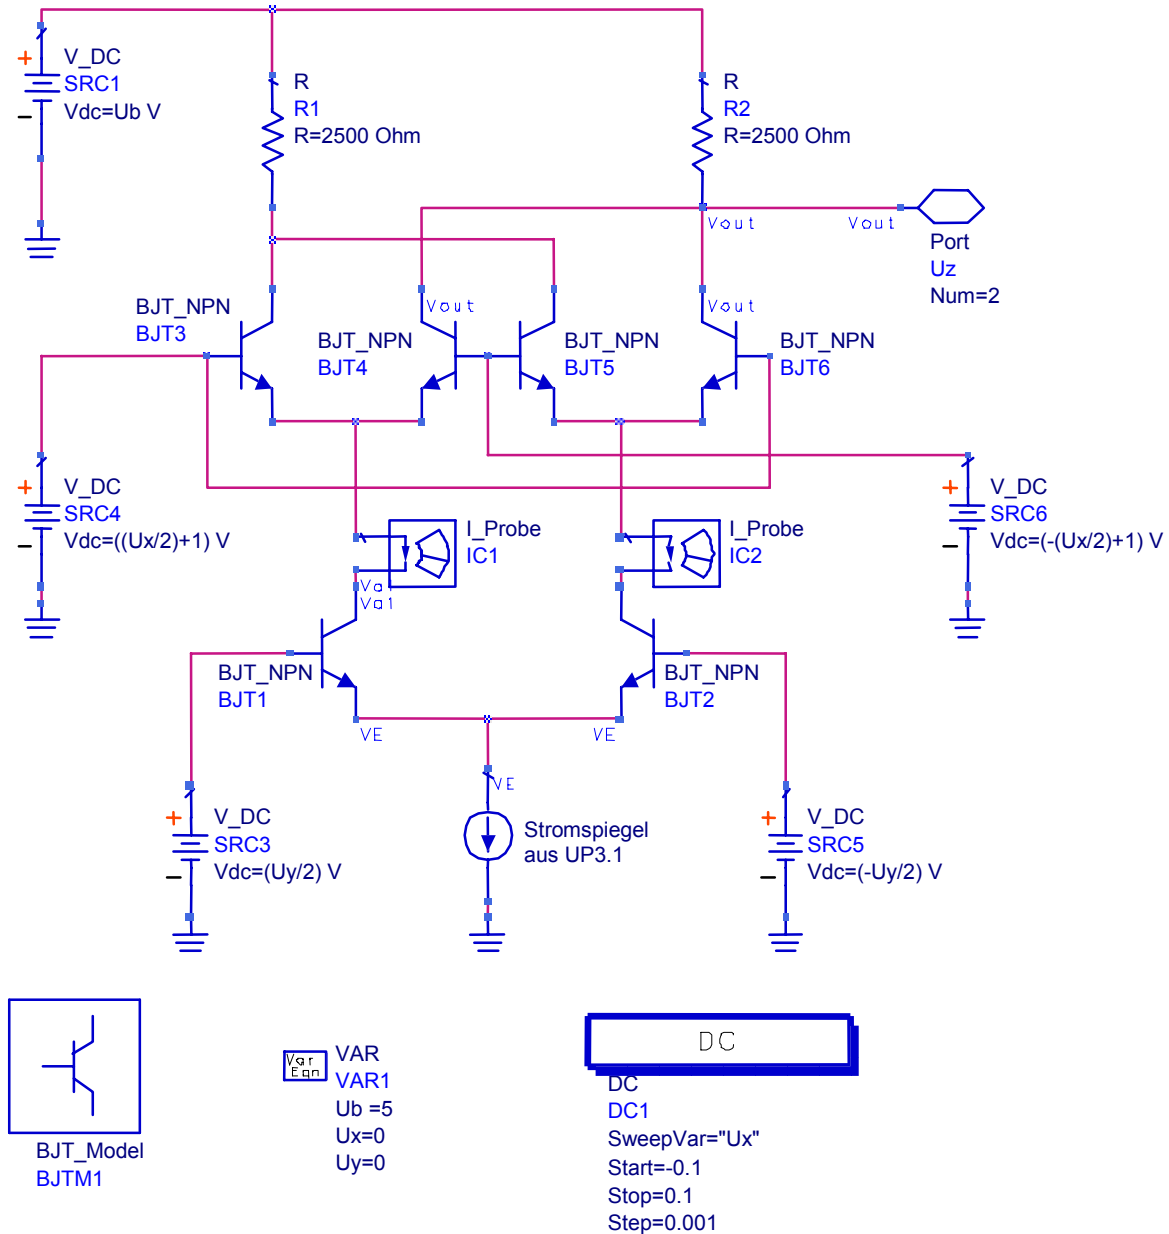 V_DC
SRC1
Vdc=Ub V
R
R1
R=2500 Ohm
R
R2
R=2500 Ohm
Vout
Vout
Port
Uz
Num=2
BJT_NPN
BJT3
Vout
BJT_NPN
BJT4
BJT_NPN
BJT5
Vout
BJT_NPN
BJT6
V_DC
SRC4
Vdc=((Ux/2)+1) V
V_DC
SRC6
Vdc=(-(Ux/2)+1) V
I_Probe
IC1
I_Probe
IC2
Va1
BJT_NPN
BJT1
BJT_NPN
BJT2
VE
VE
VE
V_DC
SRC3
Vdc=(Uy/2) V
Stromspiegel
aus UP3.1
V_DC
SRC5
Vdc=(-Uy/2) V
BJT_Model
BJTM1
Var
Eqn
VAR
VAR1
Ub =5
Ux=0
Uy=0
DC
DC
DC1
SweepVar="Ux"
Start=-0.1
Stop=0.1
Step=0.001